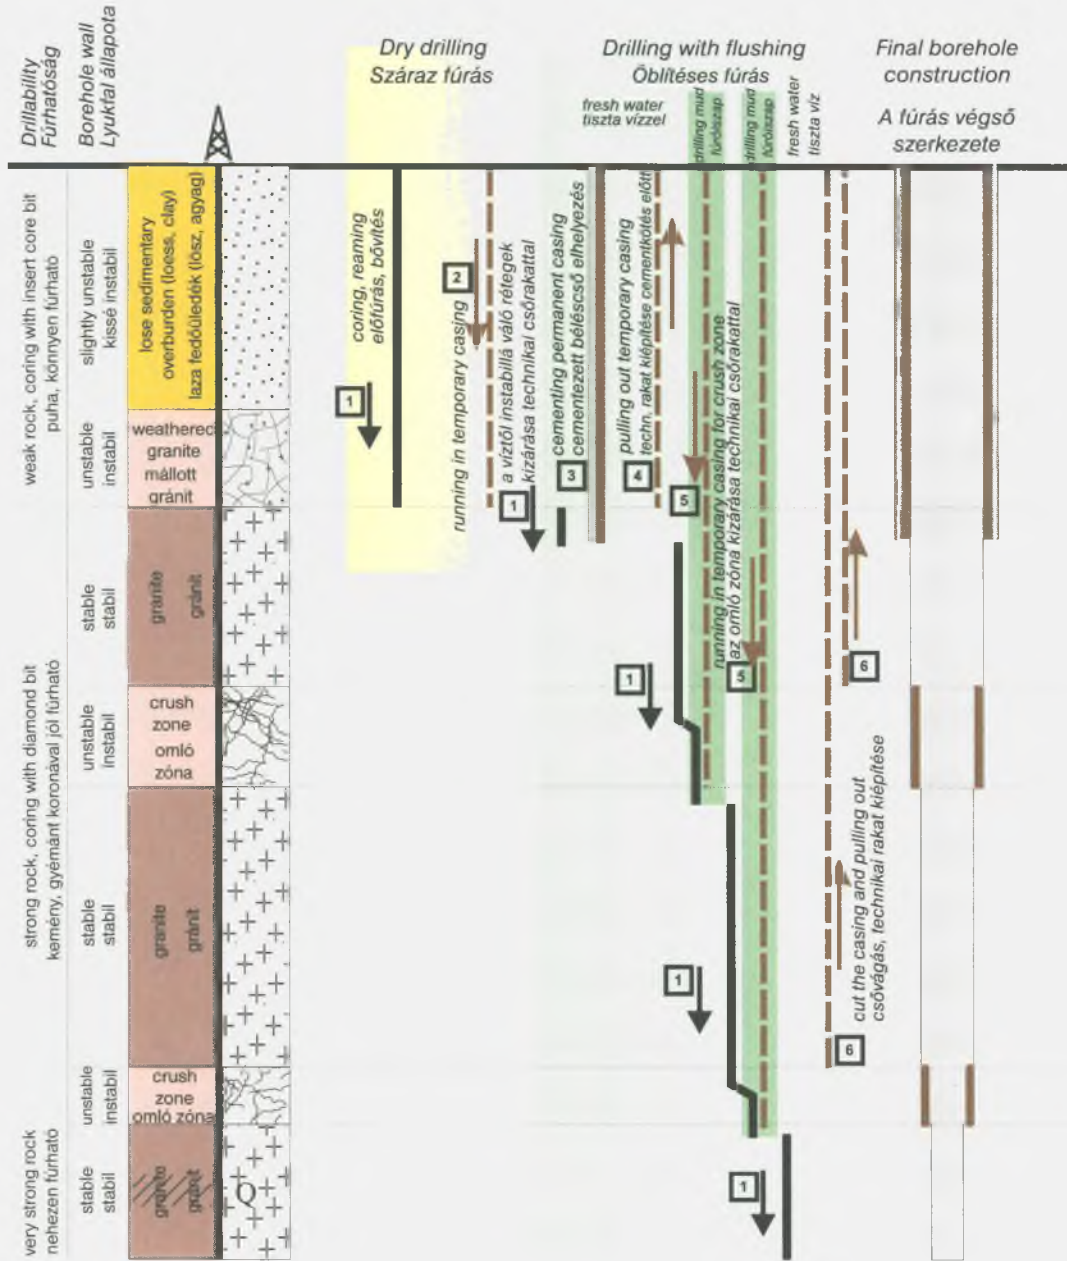 Drillability
Fúrhatóság
Borehole wall
Lyukfal állapota
Dry drilling
Száraz fúrás
Drilling with flushing
Öblítéses fúrás
Final borehole
construction
A fúrás végső
szerkezete
fresh water
tiszta vízzel
drilling mud
fúróiszap
drilling mud
fúróiszap
fresh water
tiszta víz
weak rock, coring with insert core bit
puha, könnyen fúrható
strong rock, coring with diamond bit
kemény, gyémánt koronával jól fúrható
very strong rock
nehezen fúrható
slightly unstable
kissé instabil
unstable
instabil
stable
stabil
unstable
instabil
stable
stabil
unstable
instabil
stable
stabil
lose sedimentary
overburden (loess, clay)
laza fedőüledék (lösz, agyag)
weatherec
granite
mállott
gránit
granite
gránit
crush
zone
omló
zóna
granite
gránit
crush
zone
omló zóna
granite
gránit
Q
1
coring, reaming
előfúrás, bővítés
2
running in temporary casing
a víztől instabillá váló rétegek
kizárása technikai csőrakattal
1
3
cementing permanent casing
cementezett béléscső elhelyezés
4
pulling out temporary casing
techn. rakat kiépítése cementkötés előtt
5
running in temporary casing for crush zone
az omló zóna kizárása technikai csőrakattal
5
1
1
1
6
6
cut the casing and pulling out
csővágás, technikai rakat kiépítése